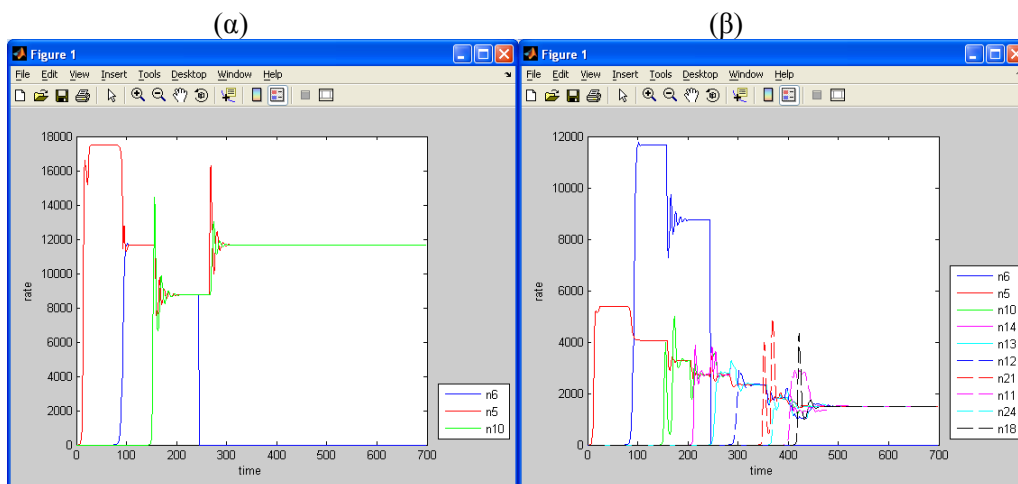 (α)
Figure 1
File Edit View Insert Tools Desktop Window Help
18000
16000
14000
12000
10000
8000
6000
4000
2000
0
rate
0 100 200 300 400 500 600 700
time
n6
n5
n10
(β)
Figure 1
File Edit View Insert Tools Desktop Window Help
12000
10000
8000
6000
4000
2000
0
rate
0 100 200 300 400 500 600 700
time
n6
n5
n10
n14
n13
n12
n21
n11
n24
n18